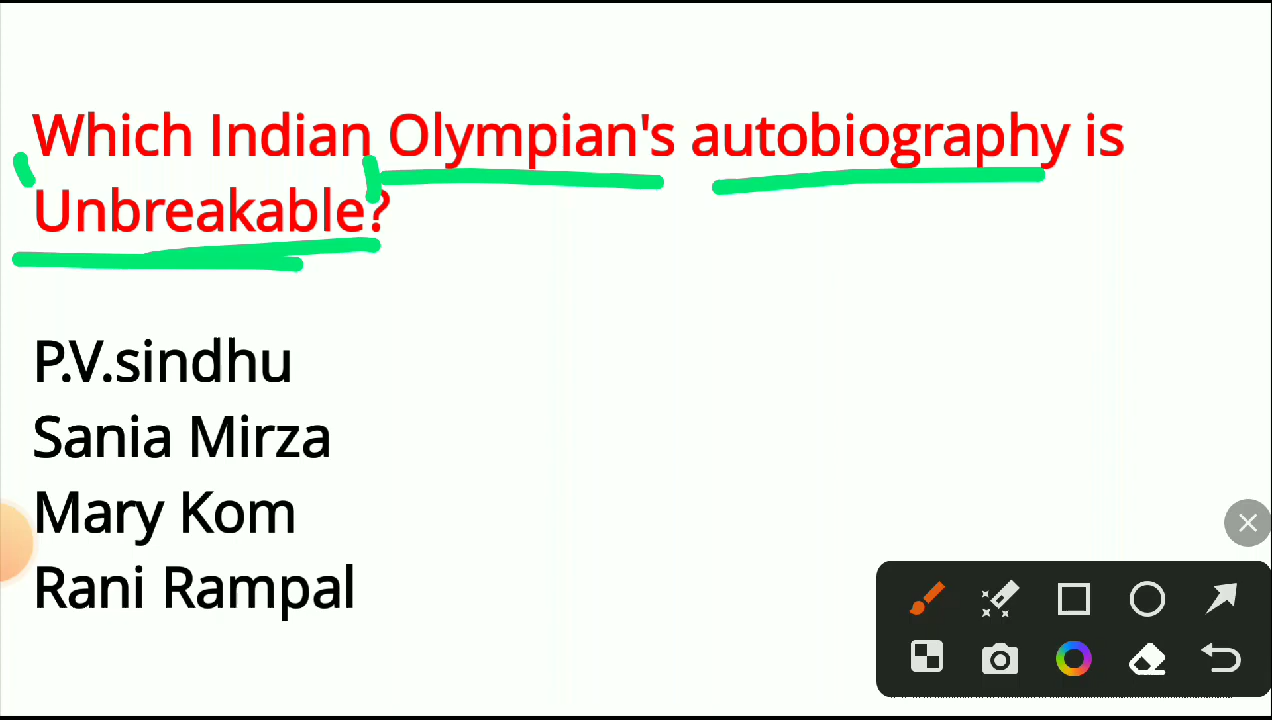 Which Indian Olympian's autobiography is
Unbreakable?
P.V.sindhu
Sania Mirza
Mary Kom
Rani Rampal